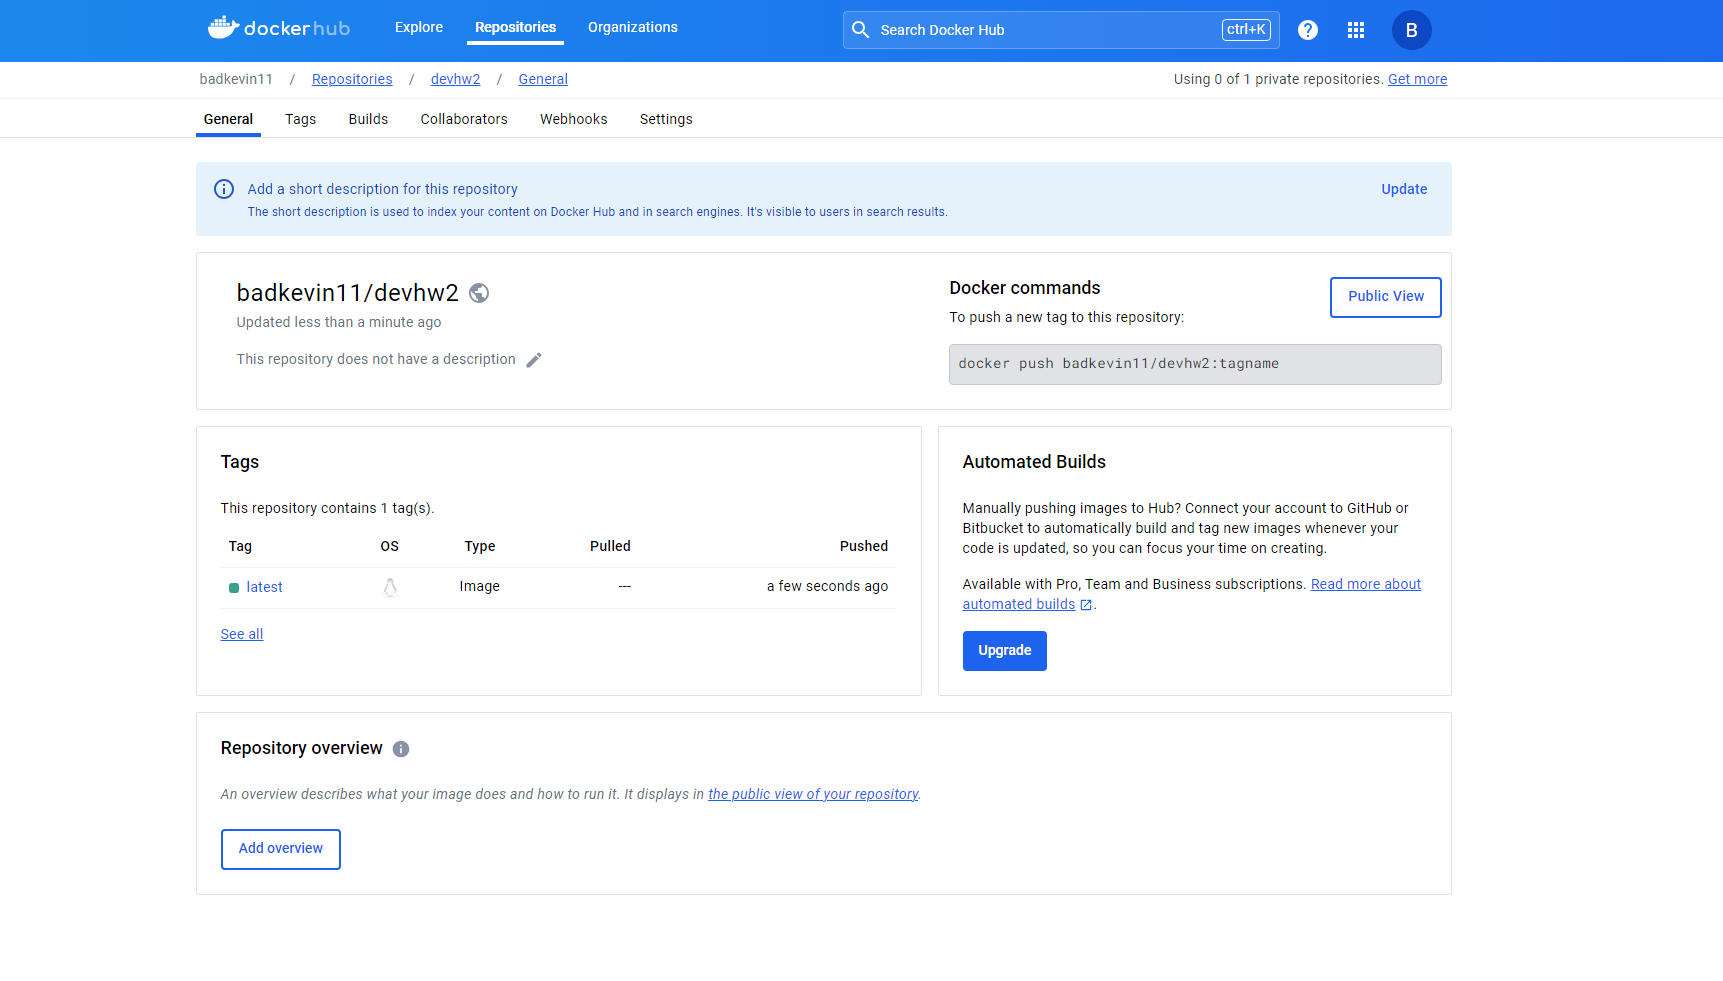 docker hub
Explore
Repositories
Organizations
Search Docker Hub
ctrl+K
?
B
badkevin11 / Repositories / devhw2 / General
Using 0 of 1 private repositories. Get more
General
Tags
Builds
Collaborators
Webhooks
Settings
Add a short description for this repository
The short description is used to index your content on Docker Hub and in search engines. It's visible to users in search results.
Update
badkevin11/devhw2
Updated less than a minute ago
This repository does not have a description
Docker commands
To push a new tag to this repository:
Public View
docker push badkevin11/devhw2:tagname
Tags
This repository contains 1 tag(s).
Tag OS Type Pulled Pushed
latest Image --- a few seconds ago
See all
Automated Builds
Manually pushing images to Hub? Connect your account to GitHub or
Bitbucket to automatically build and tag new images whenever your
code is updated, so you can focus your time on creating.
Available with Pro, Team and Business subscriptions. Read more about
automated builds .
Upgrade
Repository overview
An overview describes what your image does and how to run it. It displays in the public view of your repository.
Add overview